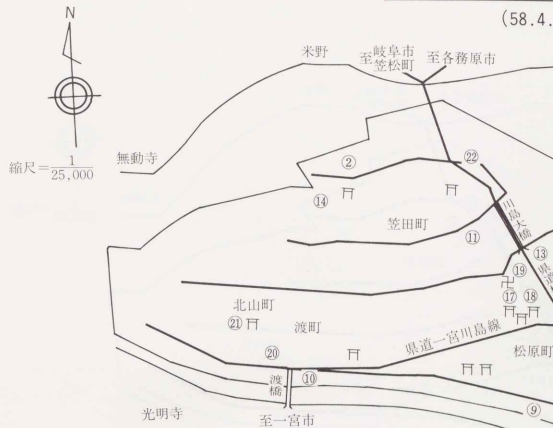 (58.4.
N
米野
至岐阜市
笠松町
至各務原市
縮尺=1/25,000
無動寺
②
㉒
⑭
笠田町
⑪
川島大橋
⑬
⑲
県道
卍
⑰
⑱
北山町
㉑
渡町
県道一宮川島線
松原町
⑳
渡橋
⑩
⑨
光明寺
至一宮市